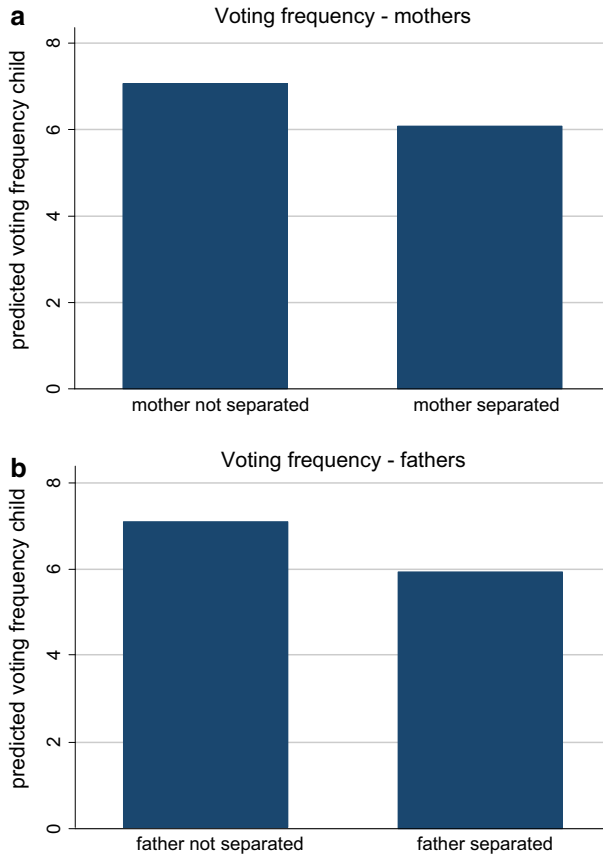 a
Voting frequency - mothers
predicted voting frequency child
8
6
4
2
0
mother not separated
mother separated
b
Voting frequency - fathers
predicted voting frequency child
8
6
4
2
0
father not separated
father separated